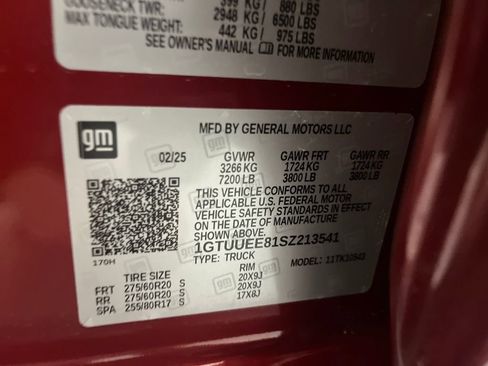 399 KG / 880 LBS
GOOSENECK TWR: 2948 KG / 6500 LBS
MAX TONGUE WEIGHT: 442 KG / 975 LBS
SEE OWNER'S MANUAL FOR MORE INFORMATION
gm
MFD BY GENERAL MOTORS LLC
02/25 GVWR GAWR FRT GAWR RR
3266 KG 1724 KG 1724 KG
7200 LB 3800 LB 3800 LB
THIS VEHICLE CONFORMS TO ALL
APPLICABLE U.S. FEDERAL MOTOR
VEHICLE SAFETY STANDARDS IN EFFECT
ON THE DATE OF MANUFACTURE SHOWN ABOVE.
1GTUUEE81SZ213541
170H
TYPE: TRUCK MODEL: 11TK10543
TIRE SIZE RIM
FRT 275/60R20 S 20X9J
RR 275/60R20 S 20X9J
SPA 255/80R17 S 17X8J